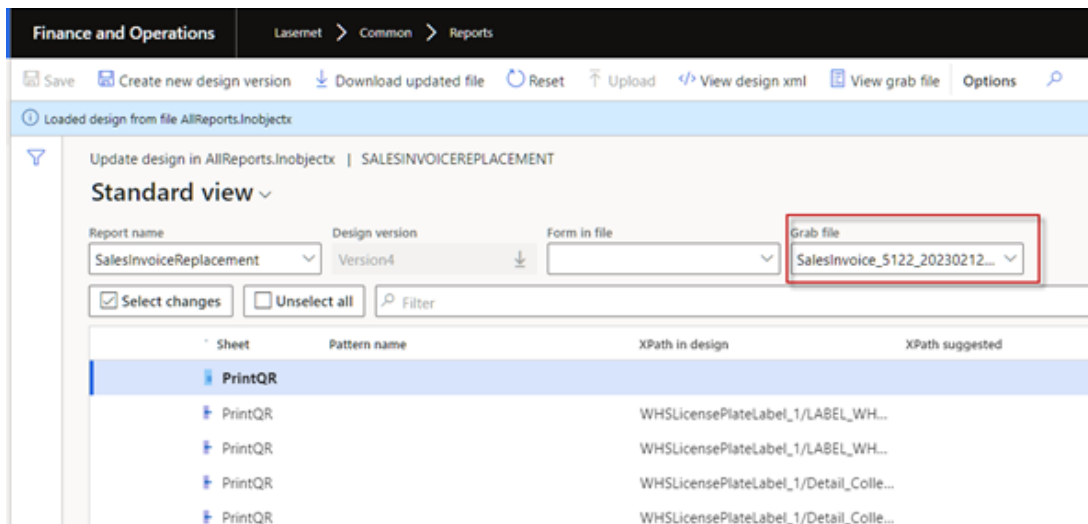 Finance and Operations Lasernet Common Reports
Save Create new design version Download updated file Reset Upload View design xml View grab file Options
Loaded design from file AllReports.lnobjectx
Update design in AllReports.lnobjectx | SALESINVOICEREPLACEMENT
Standard view
Report name Design version Form in file Grab file
SalesInvoiceReplacement Version4 SalesInvoice_5122_20230212...
Select changes Unselect all Filter
Sheet Pattern name XPath in design XPath suggested
PrintQR
PrintQR WHSLicensePlateLabel_1/LABEL_WH...
PrintQR WHSLicensePlateLabel_1/LABEL_WH...
PrintQR WHSLicensePlateLabel_1/Detail_Colle...
PrintQR WHSLicensePlateLabel_1/Detail_Colle...